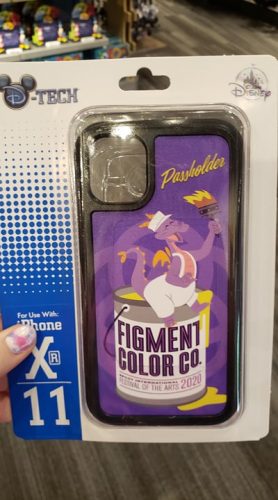 D-TECH
Disney
Passholder
For Use With:
iPhone
XR
11
FIGMENT
COLOR CO.
EPCOT INTERNATIONAL
FESTIVAL OF THE ARTS 2020